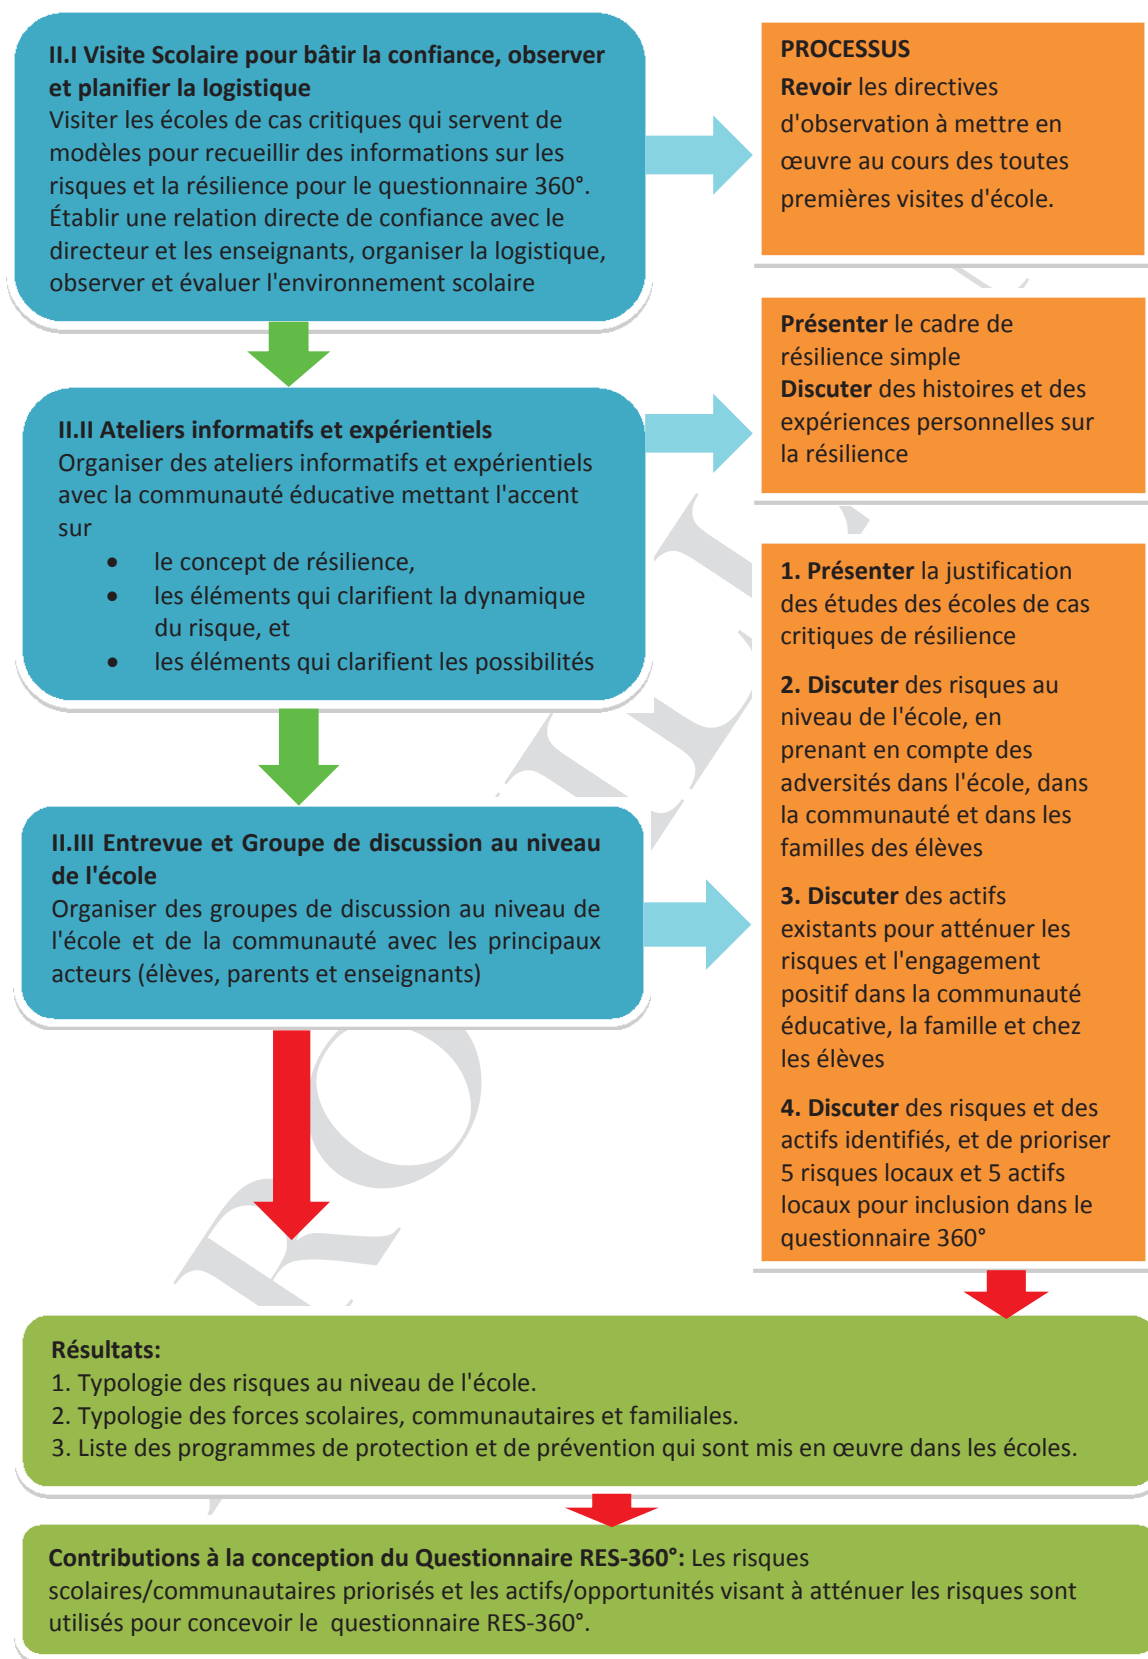 II.I Visite Scolaire pour bâtir la confiance, observer
et planifier la logistique
Visiter les écoles de cas critiques qui servent de
modèles pour recueillir des informations sur les
risques et la résilience pour le questionnaire 360°.
Établir une relation directe de confiance avec le
directeur et les enseignants, organiser la logistique,
observer et évaluer l'environnement scolaire
PROCESSUS
Revoir les directives
d'observation à mettre en
œuvre au cours des toutes
premières visites d'école.
II.II Ateliers informatifs et expérientiels
Organiser des ateliers informatifs et expérientiels
avec la communauté éducative mettant l'accent
sur
• le concept de résilience,
• les éléments qui clarifient la dynamique
du risque, et
• les éléments qui clarifient les possibilités
Présenter le cadre de
résilience simple
Discuter des histoires et des
expériences personnelles sur
la résilience
II.III Entrevue et Groupe de discussion au niveau
de l'école
Organiser des groupes de discussion au niveau de
l'école et de la communauté avec les principaux
acteurs (élèves, parents et enseignants)
1. Présenter la justification
des études des écoles de cas
critiques de résilience
2. Discuter des risques au
niveau de l'école, en
prenant en compte des
adversités dans l'école, dans
la communauté et dans les
familles des élèves
3. Discuter des actifs
existants pour atténuer les
risques et l'engagement
positif dans la communauté
éducative, la famille et chez
les élèves
4. Discuter des risques et des
actifs identifiés, et de prioriser
5 risques locaux et 5 actifs
locaux pour inclusion dans le
questionnaire 360°
Résultats:
1. Typologie des risques au niveau de l'école.
2. Typologie des forces scolaires, communautaires et familiales.
3. Liste des programmes de protection et de prévention qui sont mis en œuvre dans les écoles.
Contributions à la conception du Questionnaire RES-360°: Les risques
scolaires/communautaires priorisés et les actifs/opportunités visant à atténuer les risques sont
utilisés pour concevoir le questionnaire RES-360°.